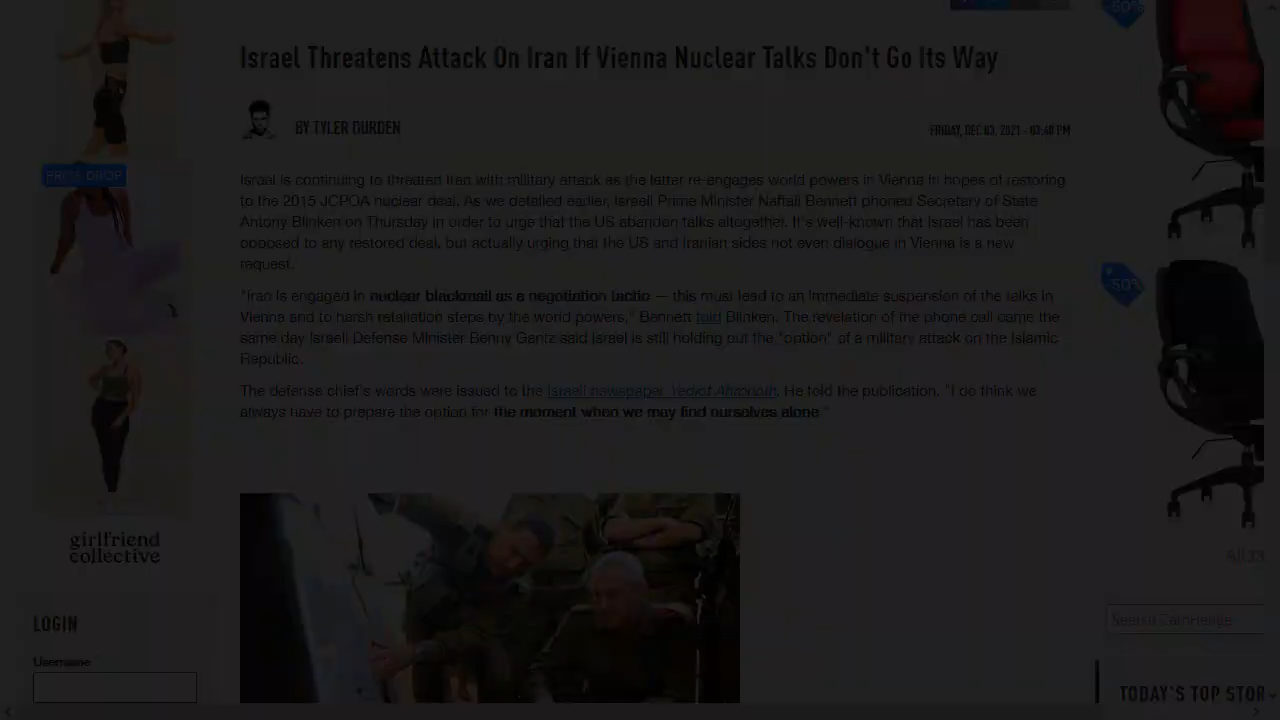 -50%
Israel Threatens Attack On Iran If Vienna Nuclear Talks Don't Go Its Way
BY TYLER DURDEN
FRIDAY, DEC 03, 2021 - 03:40 PM
PRICE DROP
Israel is continuing to threaten Iran with military attack as the latter re-engages world powers in Vienna in hopes of restoring
to the 2015 JCPOA nuclear deal. As we detailed earlier, Israeli Prime Minister Naftali Bennett phoned Secretary of State
Antony Blinken on Thursday in order to urge that the US abandon talks altogether. It's well-known that Israel has been
opposed to any restored deal, but actually urging that the US and Iranian sides not even dialogue in Vienna is a new
request.
"Iran is engaged in nuclear blackmail as a negotiation tactic — this must lead to an immediate suspension of the talks in
Vienna and to harsh retaliation steps by the world powers," Bennett told Blinken. The revelation of the phone call came the
same day Israeli Defense Minister Benny Gantz said Israel is still holding out the "option" of a military attack on the Islamic
Republic.
-50%
The defense chief's words were issued to the Israeli newspaper Yediot Ahronoth. He told the publication, "I do think we
always have to prepare the option for the moment when we may find ourselves alone."
girlfriend
collective
LOGIN
Username
Search ZeroHedge
TODAY'S TOP STOR